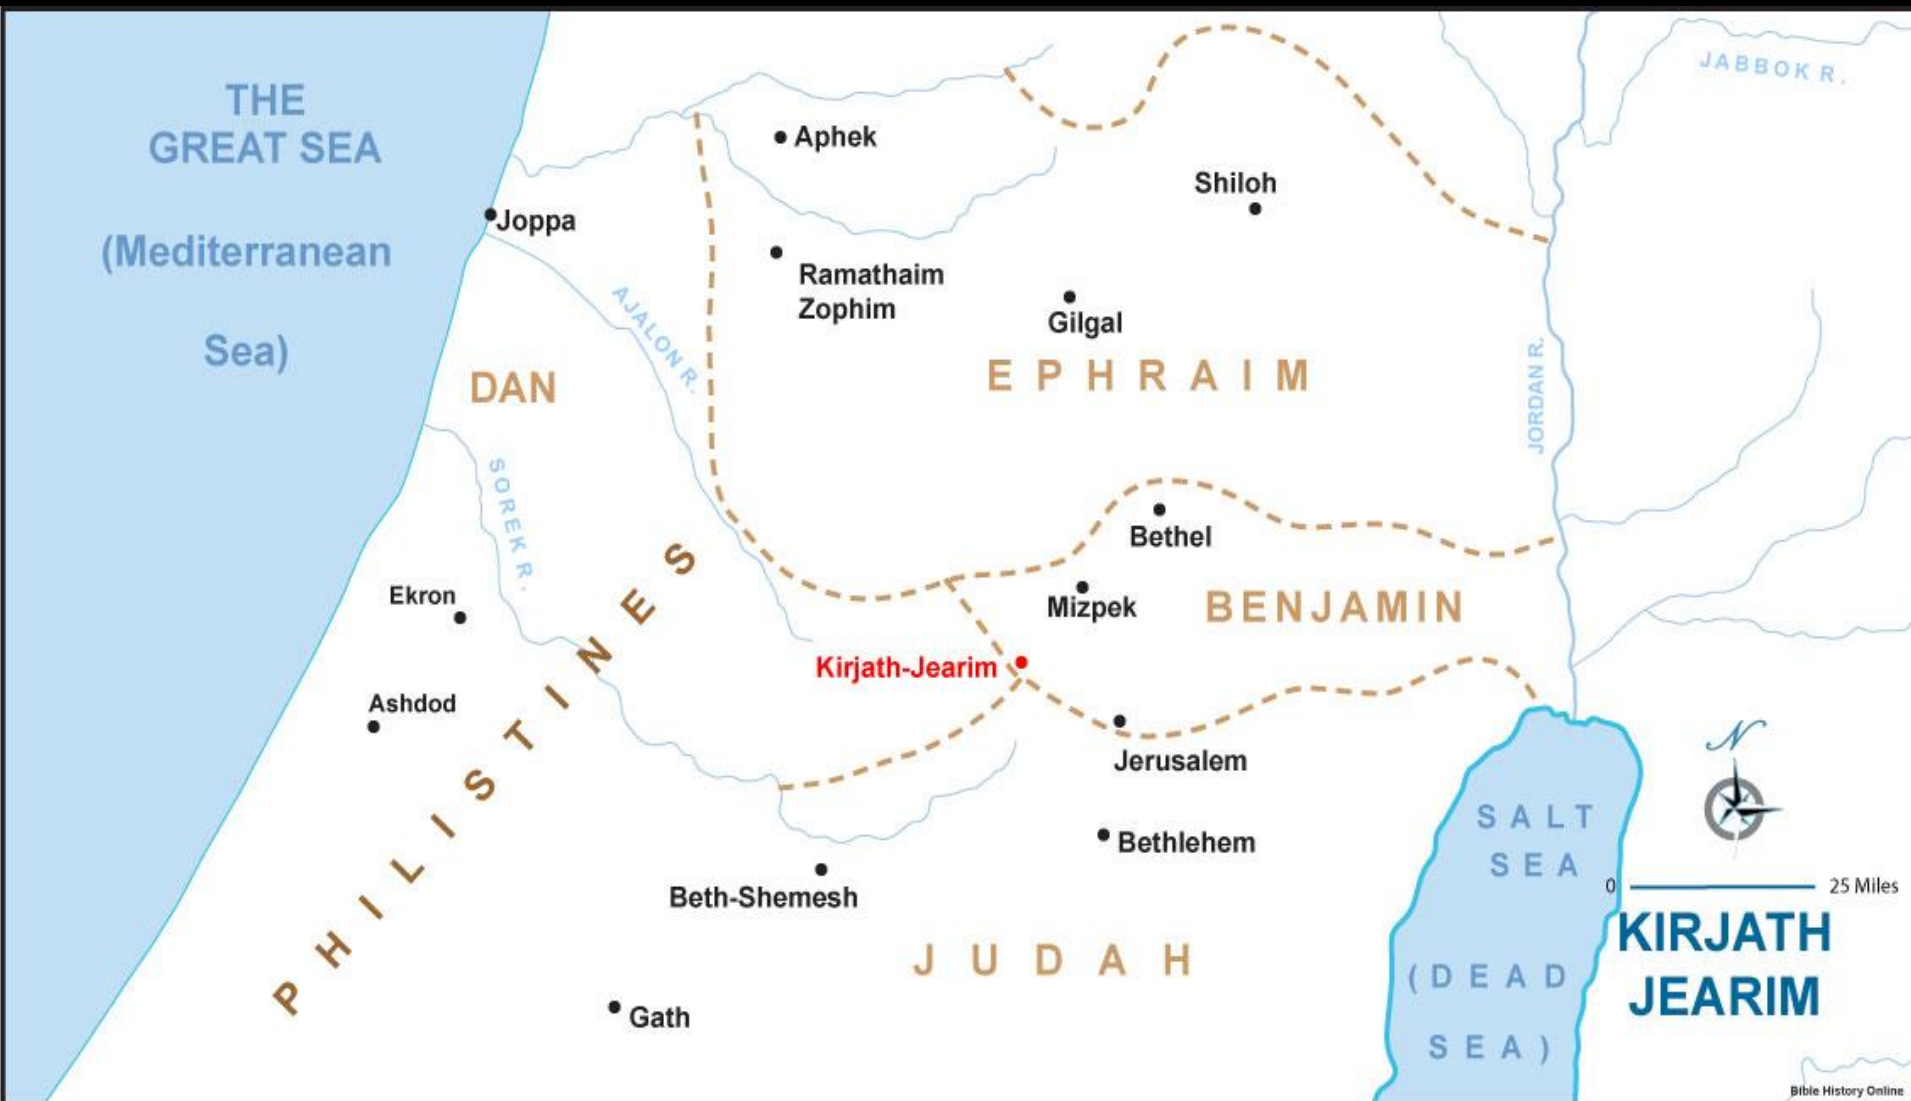 THE
GREAT SEA
(Mediterranean
Sea)
JABBOK R.
Aphek
Shiloh
Joppa
Ramathaim
Zophim
Gilgal
AJALON R.
EPHRAIM
DAN
JORDAN R.
SOREK R.
Bethel
Ekron
Mizpek
BENJAMIN
PHILISTINES
Kirjath-Jearim
Ashdod
Jerusalem
N
SALT
SEA
Bethlehem
0 25 Miles
Beth-Shemesh
KIRJATH
JEARIM
JUDAH
(DEAD
SEA)
Gath
Bible History Online